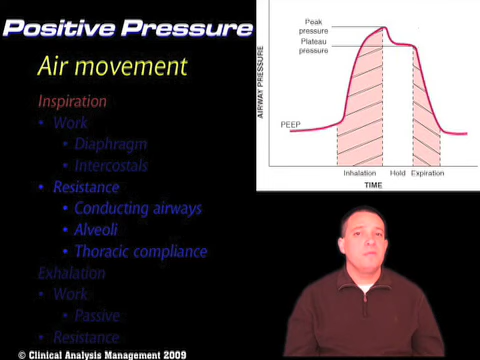 Positive Pressure
Air movement
Inspiration
• Work
• Diaphragm
• Intercostals
• Resistance
• Conducting airways
• Alveoli
• Thoracic compliance
Exhalation
• Work
• Passive
• Resistance
© Clinical Analysis Management 2009
Peak
pressure
Plateau
pressure
AIRWAY PRESSURE
PEEP
Inhalation Hold Expiration
TIME